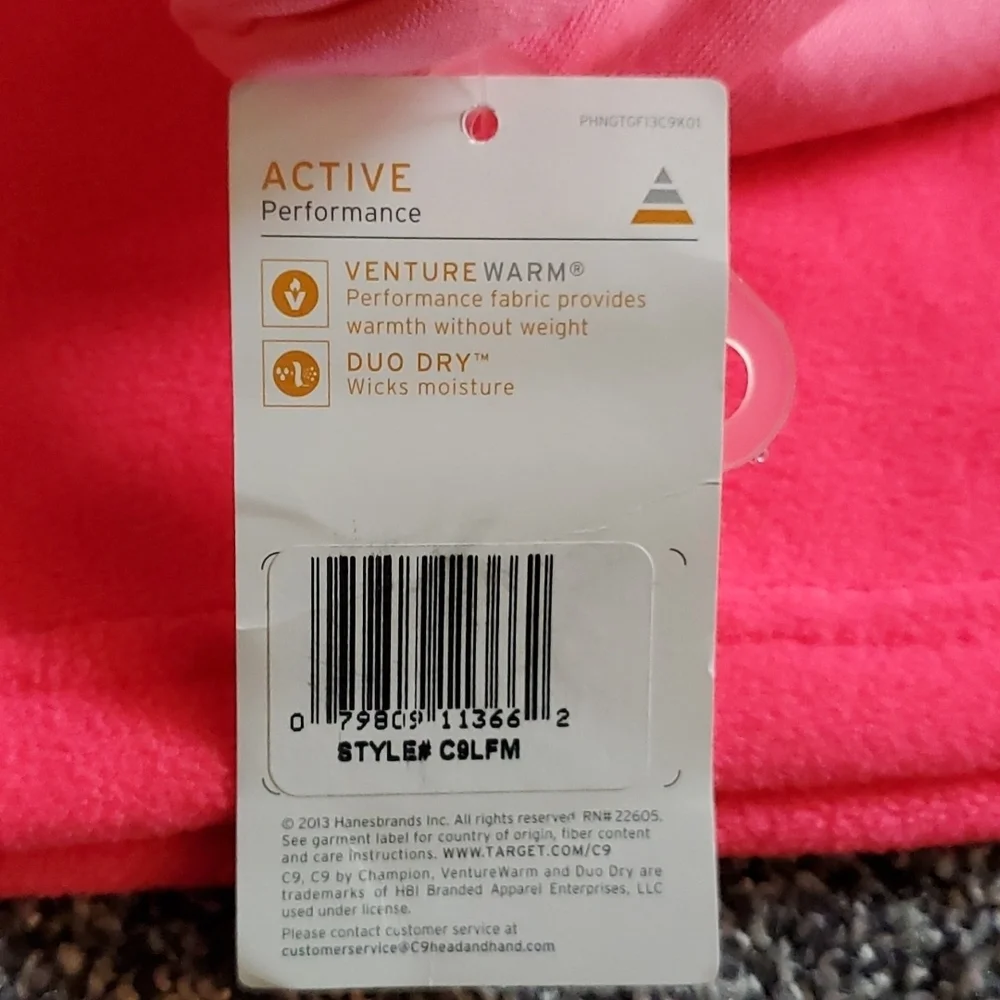 PHNGTGF13C9K01
ACTIVE
Performance
VENTURE WARM®
Performance fabric provides
warmth without weight
DUO DRY™
Wicks moisture
0 79809 11366 2
STYLE# C9LFM
© 2013 Hanesbrands Inc. All rights reserved. RN# 22605.
See garment label for country of origin, fiber content
and care instructions. WWW.TARGET.COM/C9
C9, C9 by Champion, VentureWarm and Duo Dry are
trademarks of HBI Branded Apparel Enterprises, LLC
used under license.
Please contact customer service at
customerservice@C9headandhand.com